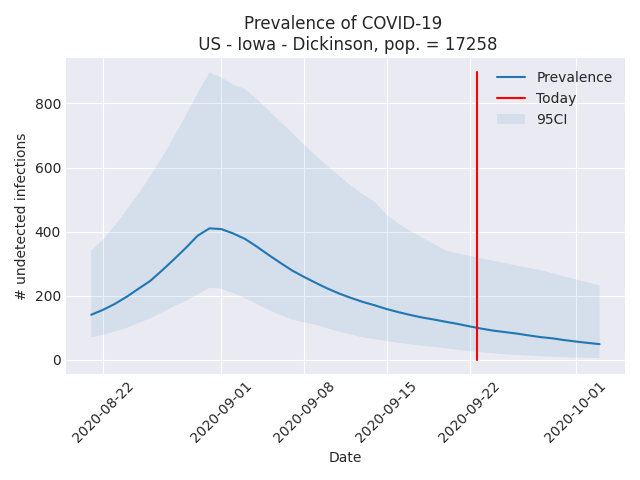 Prevalence of COVID-19
US - Iowa - Dickinson, pop. = 17258
Prevalence
Today
95CI
# undetected infections
800
600
400
200
0
2020-08-22
2020-09-01
2020-09-08
2020-09-15
2020-09-22
2020-10-01
Date